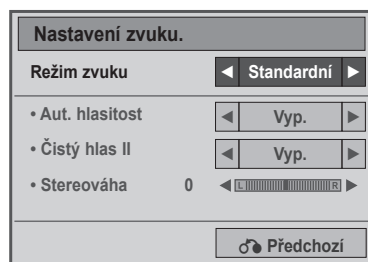 Nastavení zvuku.
Režim zvuku ◄ Standardní ►
• Aut. hlasitost ◄ Vyp. ►
• Čistý hlas II ◄ Vyp. ►
• Stereováha 0 ◄ L R ►
Předchozí